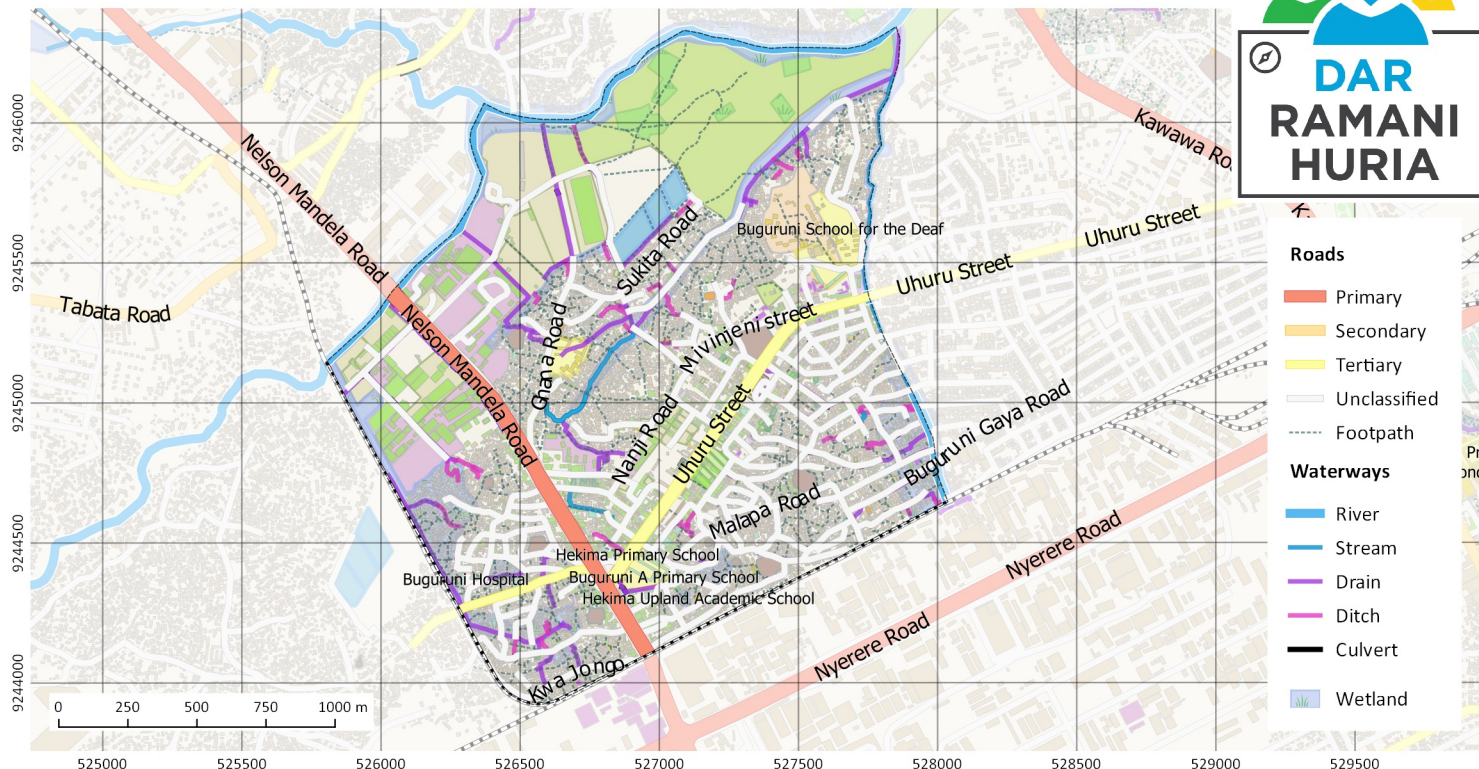 DAR
RAMANI
HURIA
Kawawa Ro
Nelson Mandela Road
Sukita Road
Buguruni School for the Deaf
Uhuru Street
Uhuru Street
Tabata Road
Nelson Mandela Road
Ghana Road
Mivinjeni street
Nanji Road
Uhuru Street
Buguruni Gaya Road
Malapa Road
Nyerere Road
Hekima Primary School
Buguruni Hospital
Buguruni A Primary School
Hekima Upland Academic School
Nyerere Road
Kwa Jongo
Roads
Primary
Secondary
Tertiary
Unclassified
Footpath
Waterways
River
Stream
Drain
Ditch
Culvert
Wetland
0 250 500 750 1000 m
9246000
9245500
9245000
9244500
9244000
525000 525500 526000 526500 527000 527500 528000 528500 529000 529500